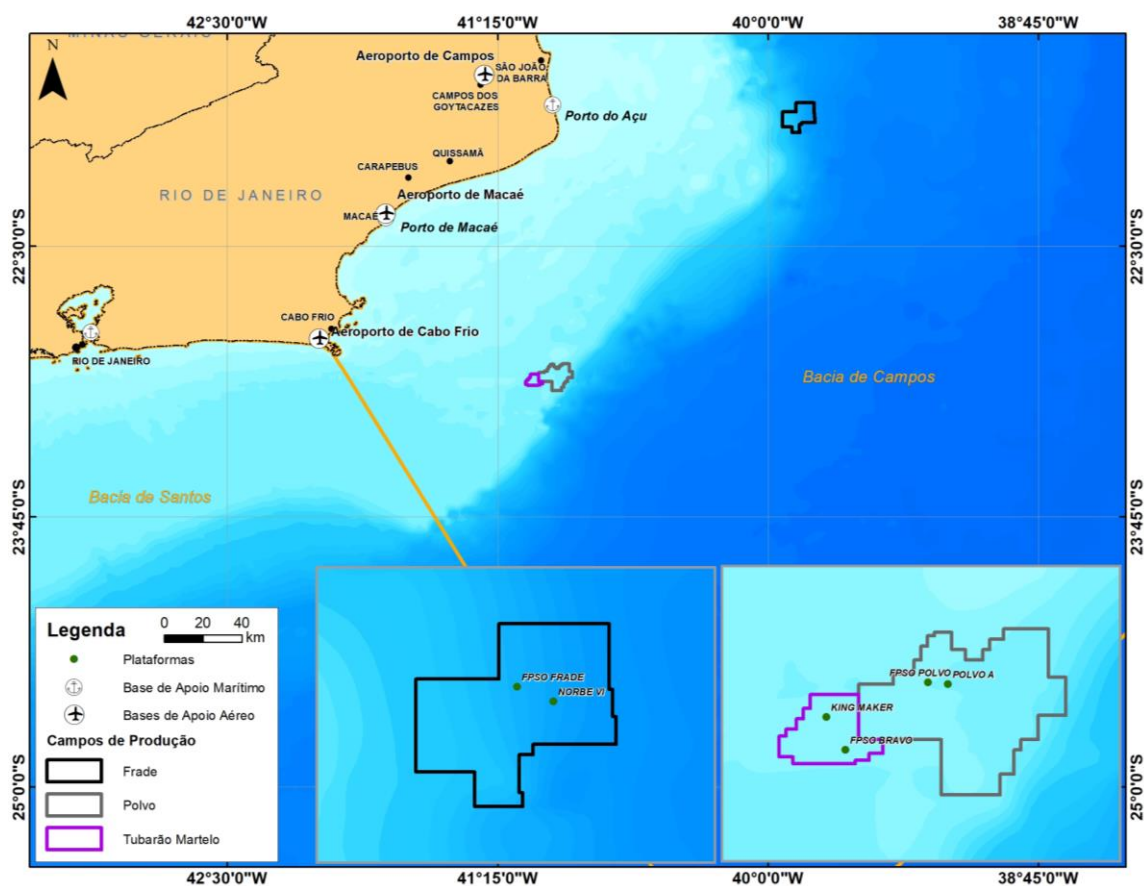 42°30'0"W
41°15'0"W
40°0'0"W
38°45'0"W
MINAS GERAIS
N
Aeroporto de Campos
SÃO JOÃO
DA BARRA
CAMPOS DOS
GOYTACAZES
Porto do Açu
QUISSAMÃ
CARAPEBUS
RIO DE JANEIRO
Aeroporto de Macaé
MACAÉ
Porto de Macaé
22°30'0"S
22°30'0"S
CABO FRIO
Aeroporto de Cabo Frio
RIO DE JANEIRO
Bacia de Campos
Bacia de Santos
23°45'0"S
23°45'0"S
Legenda
0 20 40
km
Plataformas
Base de Apoio Marítimo
Bases de Apoio Aéreo
Campos de Produção
Frade
Polvo
Tubarão Martelo
FPSO FRADE
NORBE VI
FPSO POLVO
POLVO A
KING MAKER
FPSO BRAVO
25°0'0"S
25°0'0"S
42°30'0"W
41°15'0"W
40°0'0"W
38°45'0"W